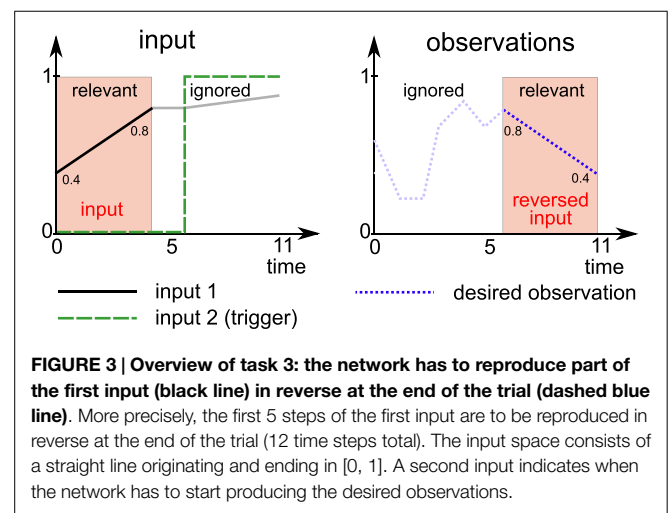 input
observations
1
relevant
ignored
0.8
0.4
input
0
0
5
11
time
ignored
relevant
0.8
0.4
reversed
input
0
5
11
time
input 1
input 2 (trigger)
desired observation
FIGURE 3 | Overview of task 3: the network has to reproduce part of
the first input (black line) in reverse at the end of the trial (dashed blue
line). More precisely, the first 5 steps of the first input are to be reproduced in
reverse at the end of the trial (12 time steps total). The input space consists of
a straight line originating and ending in [0, 1]. A second input indicates when
the network has to start producing the desired observations.